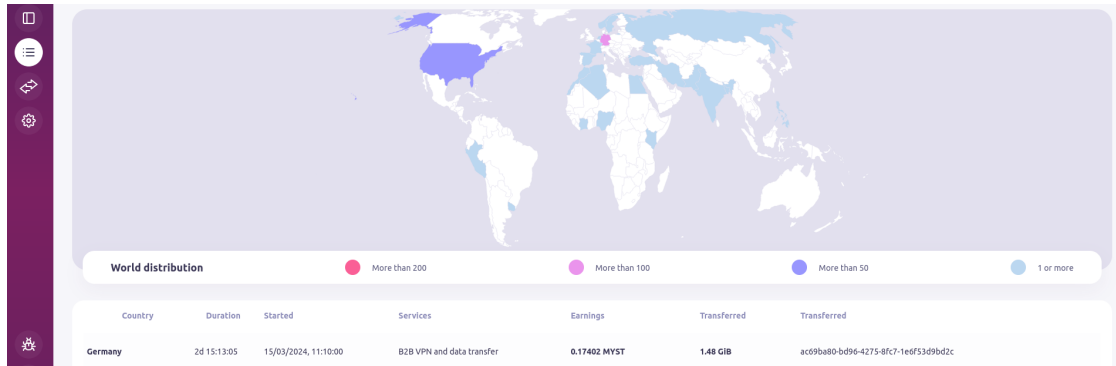 World distribution
More than 200
More than 100
More than 50
1 or more
Country Duration Started Services Earnings Transferred Transferred
Germany 2d 15:13:05 15/03/2024, 11:10:00 B2B VPN and data transfer 0.17402 MYST 1.48 GiB ac69ba80-bd96-4275-8fc7-1e6f53d9bd2c